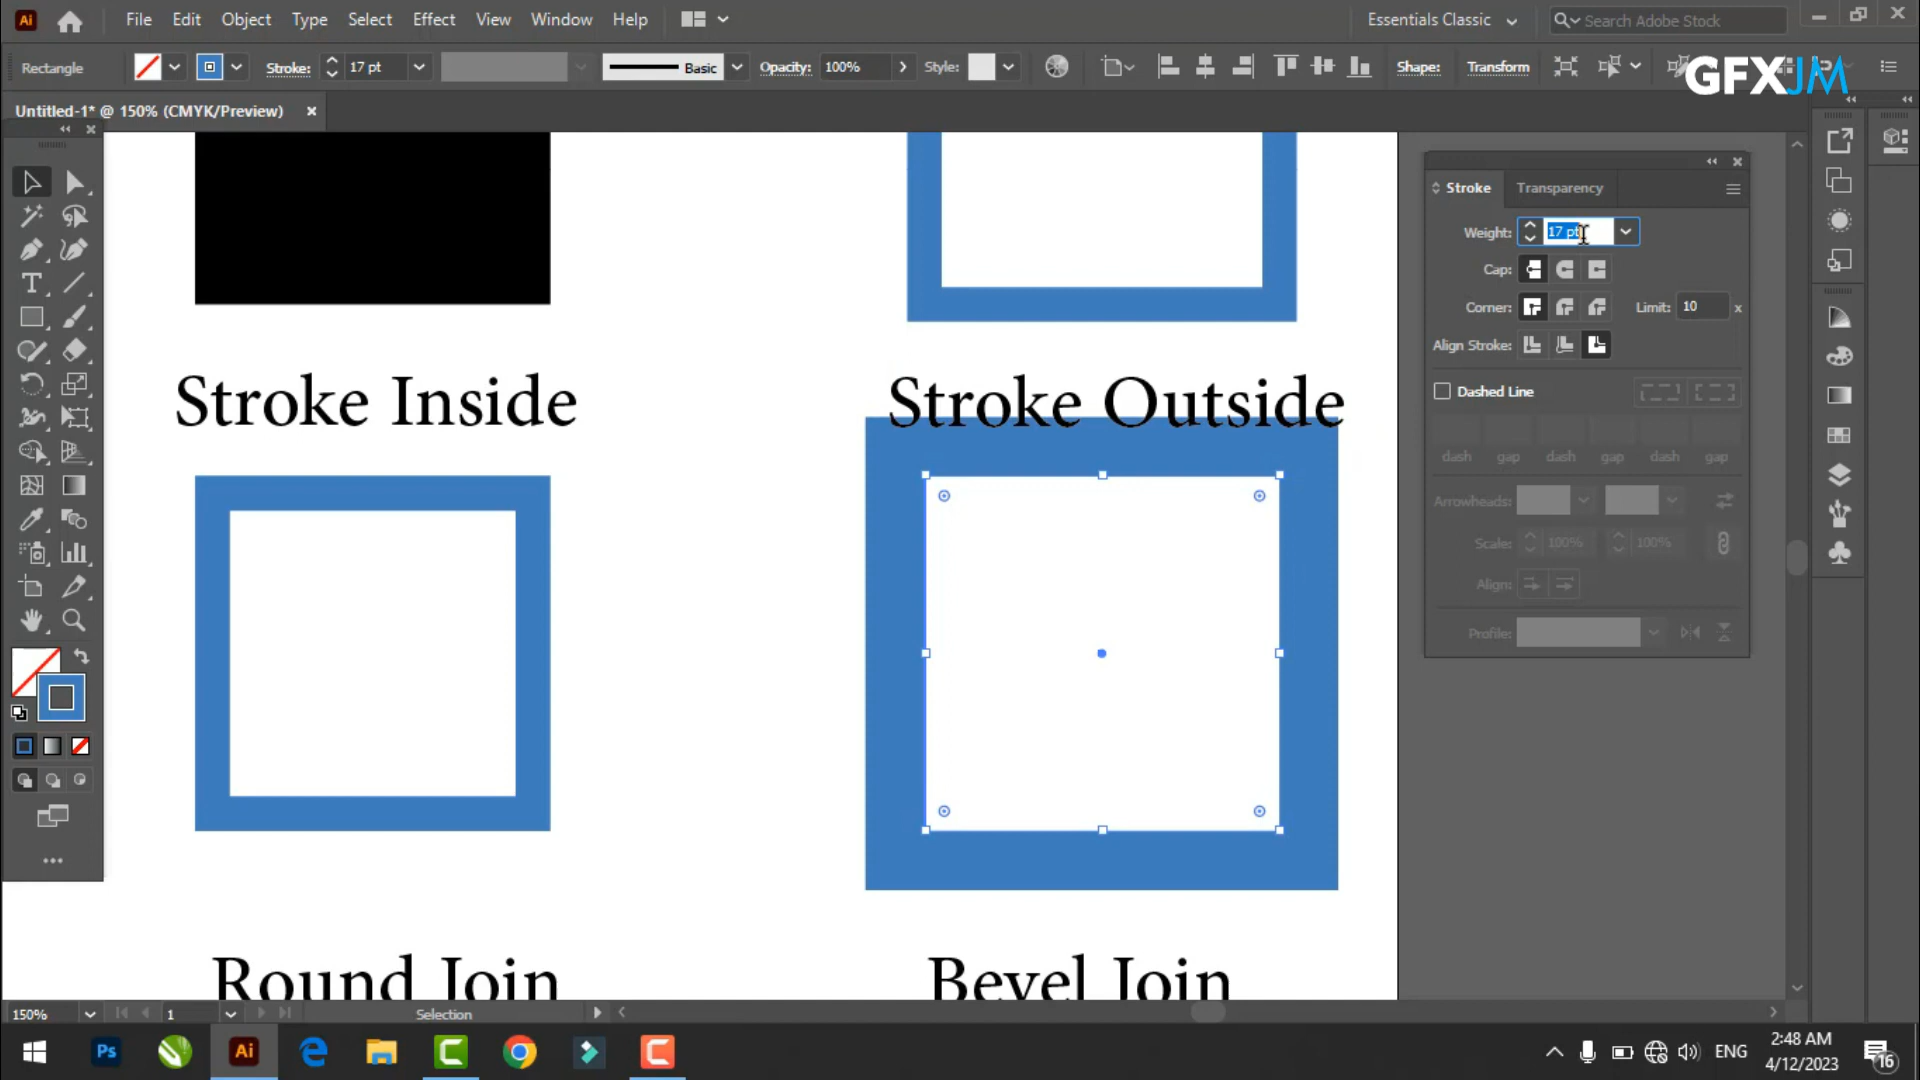 Ai File Edit Object Type Select Effect View Window Help Essentials Classic Search Adobe Stock
Rectangle Stroke: 17 pt Basic Opacity: 100% Style: Shape: Transform
GFXJM
Untitled-1* @ 150% (CMYK/Preview)
Stroke Transparency
Weight: 17 pt
Cap:
Corner: Limit: 10 x
Align Stroke:
Dashed Line
dash gap dash gap dash gap
Arrowheads:
Scale: 100% 100%
Align:
Profile:
Stroke Inside
Stroke Outside
Round Join
Bevel Join
150% 1 Selection
Ps Ai ENG 2:48 AM
4/12/2023 16